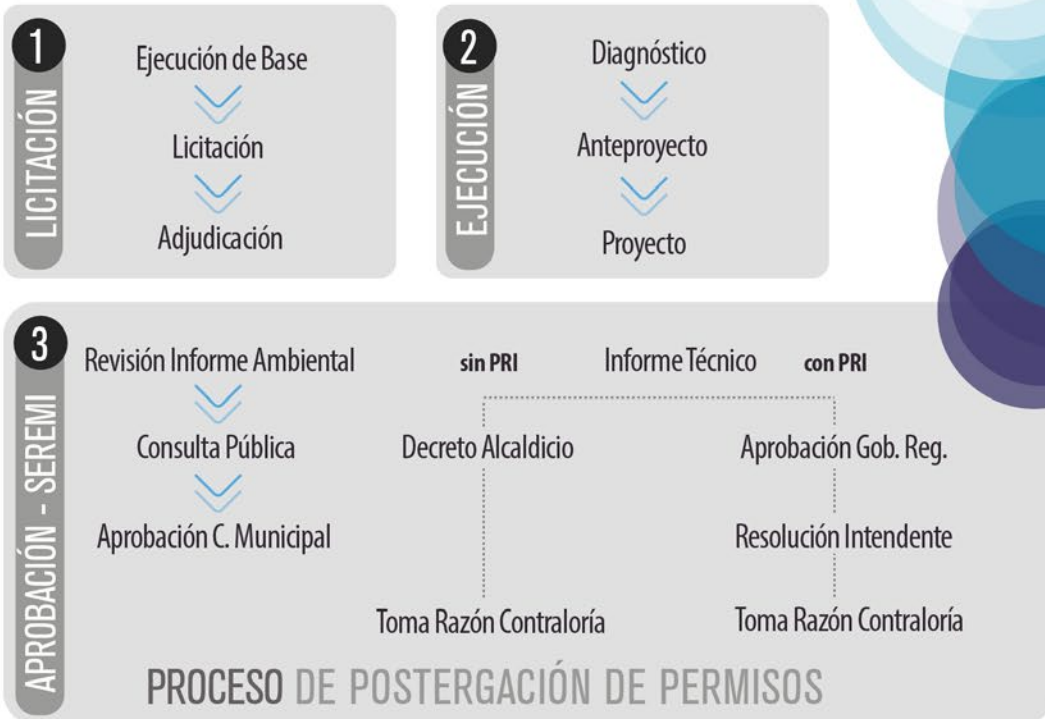 1
LICITACIÓN
Ejecución de Base
Licitación
Adjudicación
2
EJECUCIÓN
Diagnóstico
Anteproyecto
Proyecto
3
APROBACIÓN - SEREMI
Revisión Informe Ambiental
Consulta Pública
Aprobación C. Municipal
sin PRI
Informe Técnico
con PRI
Decreto Alcaldicio
Toma Razón Contraloría
Aprobación Gob. Reg.
Resolución Intendente
Toma Razón Contraloría
PROCESO DE POSTERGACIÓN DE PERMISOS